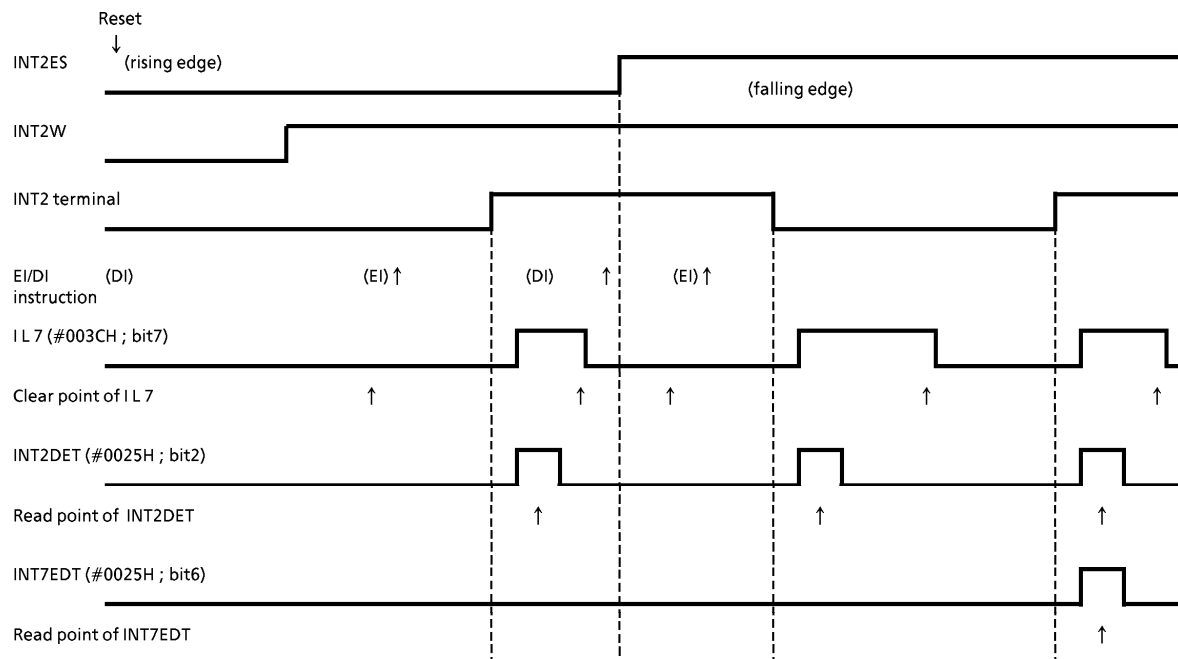 Reset
↓
INT2ES (rising edge)
(falling edge)
INT2W
INT2 terminal
EI/DI (DI) (EI) ↑ (DI) ↑ (EI) ↑
instruction
I L 7 (#003CH ; bit7)
Clear point of I L 7 ↑ ↑ ↑ ↑ ↑
INT2DET (#0025H ; bit2)
Read point of INT2DET ↑ ↑ ↑
INT7EDT (#0025H ; bit6)
Read point of INT7EDT ↑